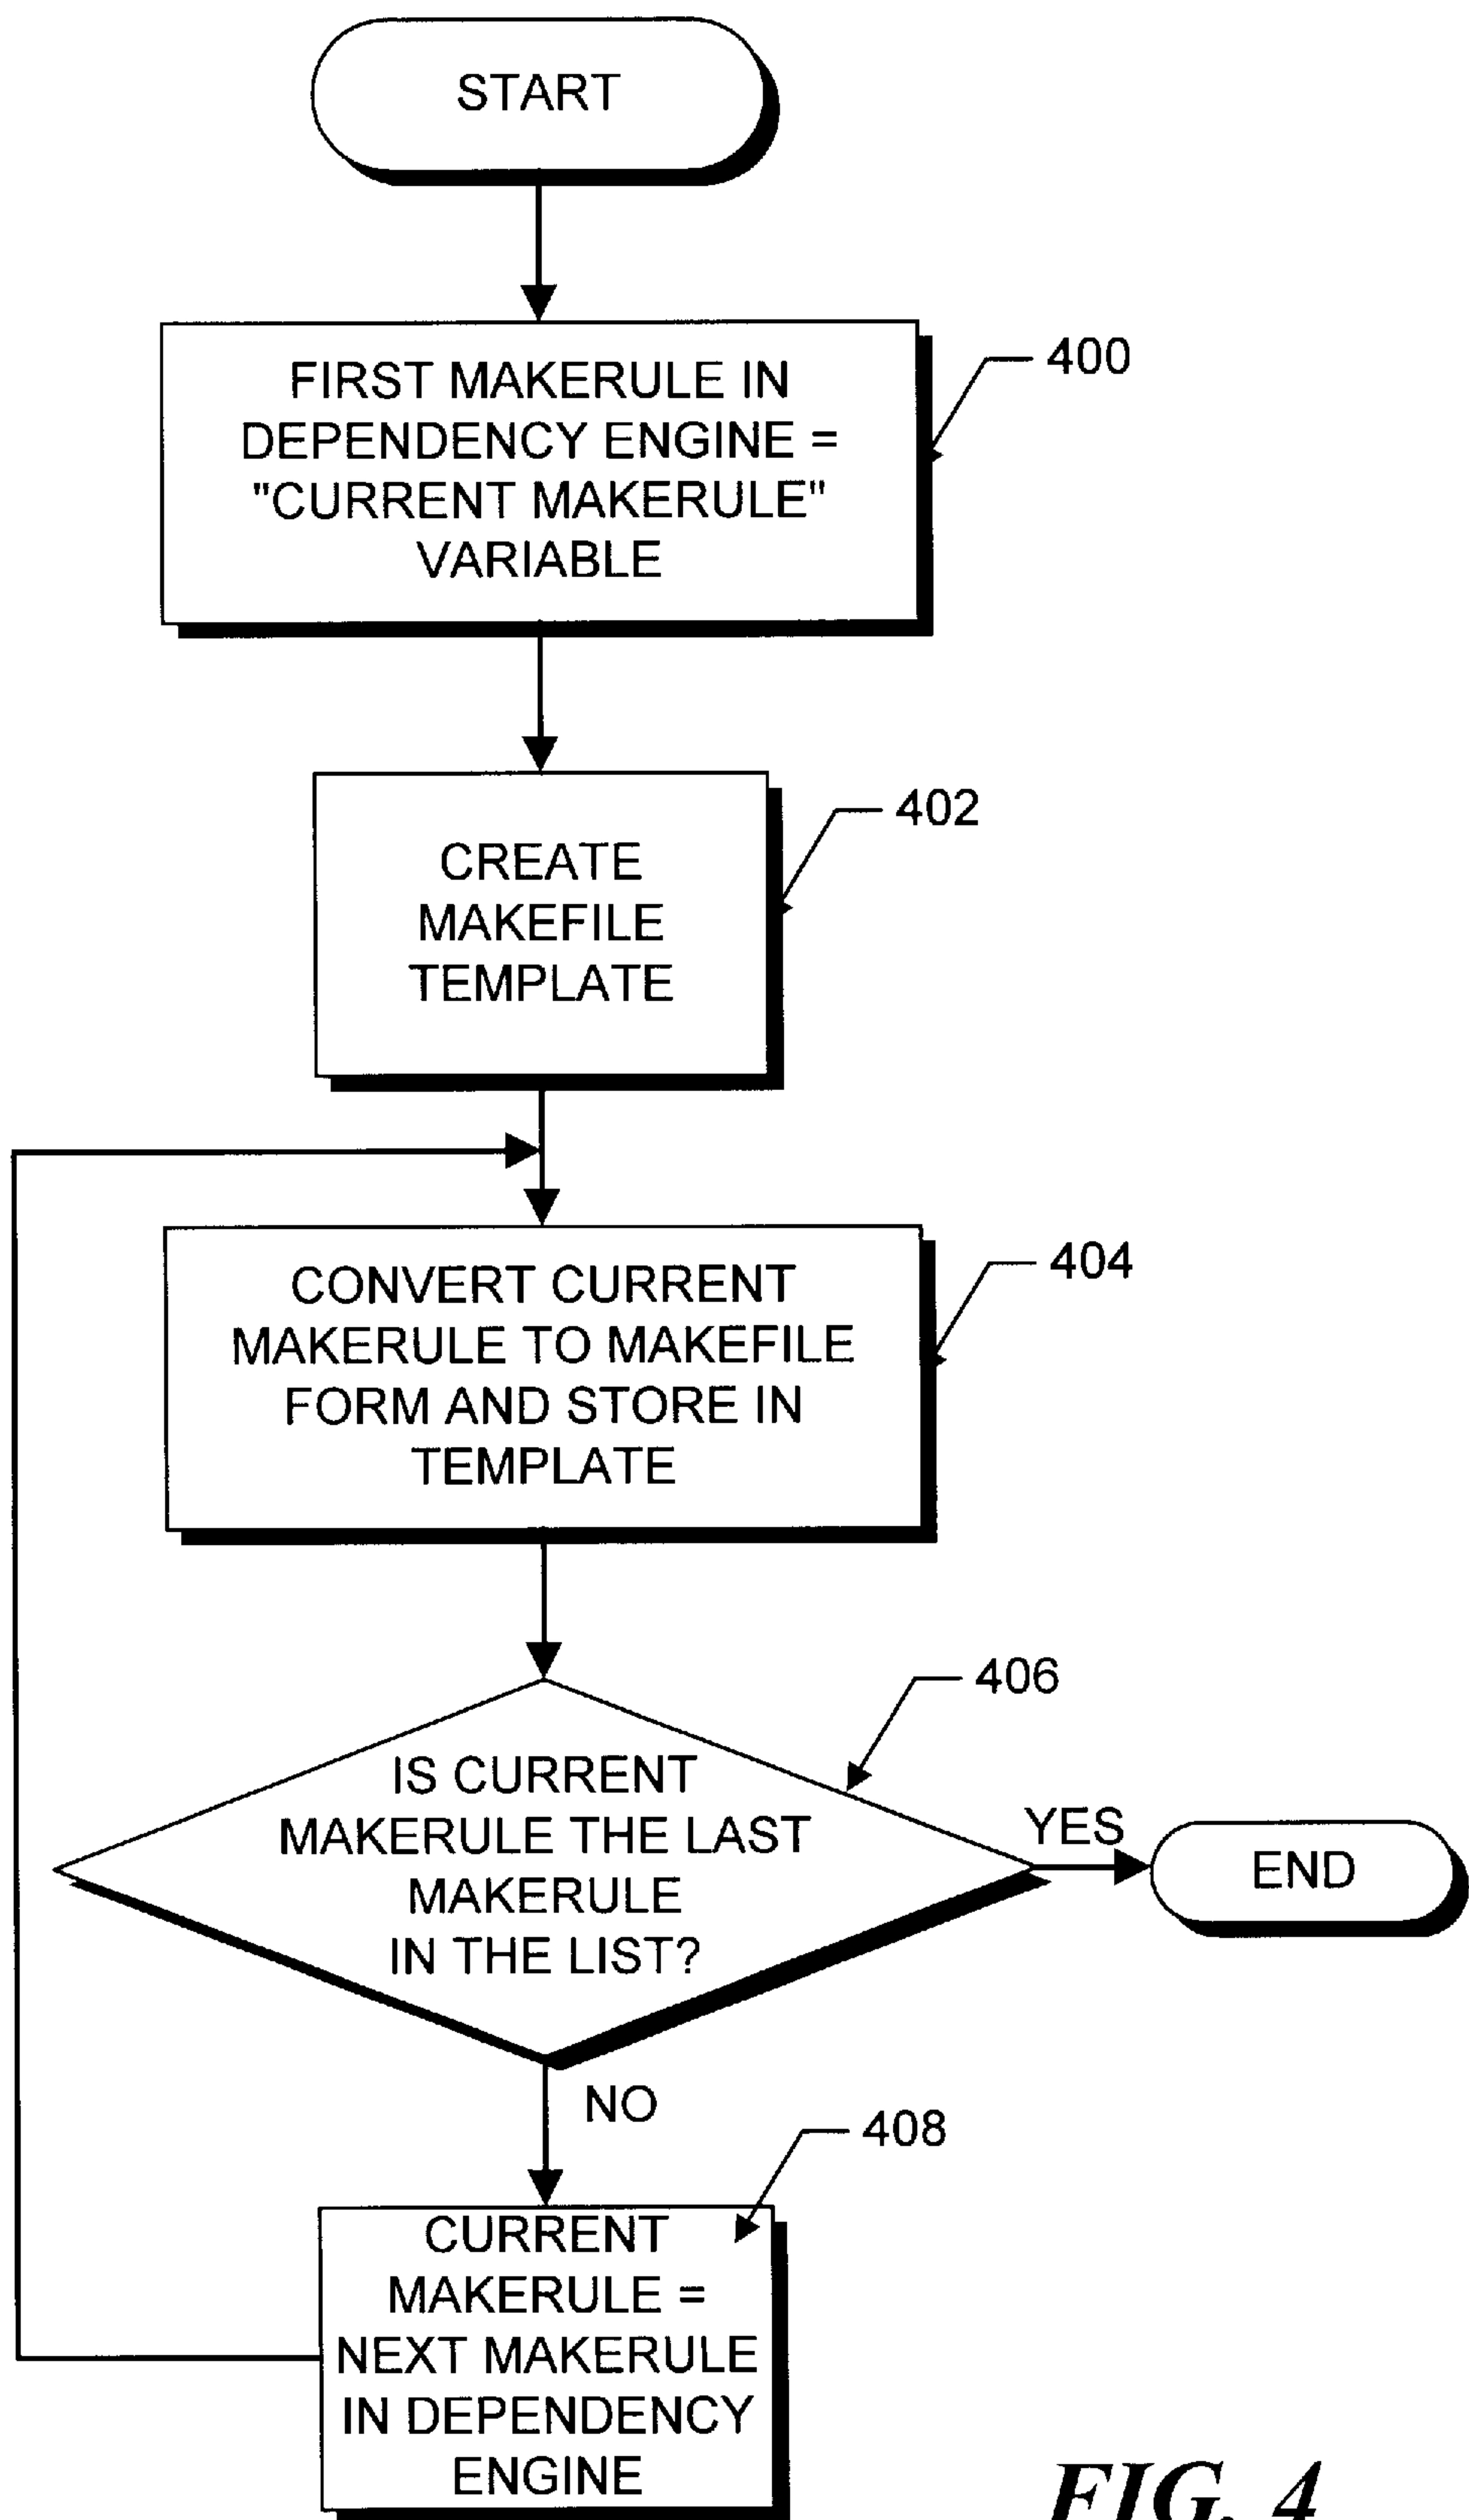 START
FIRST MAKERULE IN
DEPENDENCY ENGINE =
"CURRENT MAKERULE"
VARIABLE
400
CREATE
MAKEFILE
TEMPLATE
402
CONVERT CURRENT
MAKERULE TO MAKEFILE
FORM AND STORE IN
TEMPLATE
404
IS CURRENT
MAKERULE THE LAST
MAKERULE
IN THE LIST?
406
YES
END
NO
CURRENT
MAKERULE =
NEXT MAKERULE
IN DEPENDENCY
ENGINE
408
FIG. 4